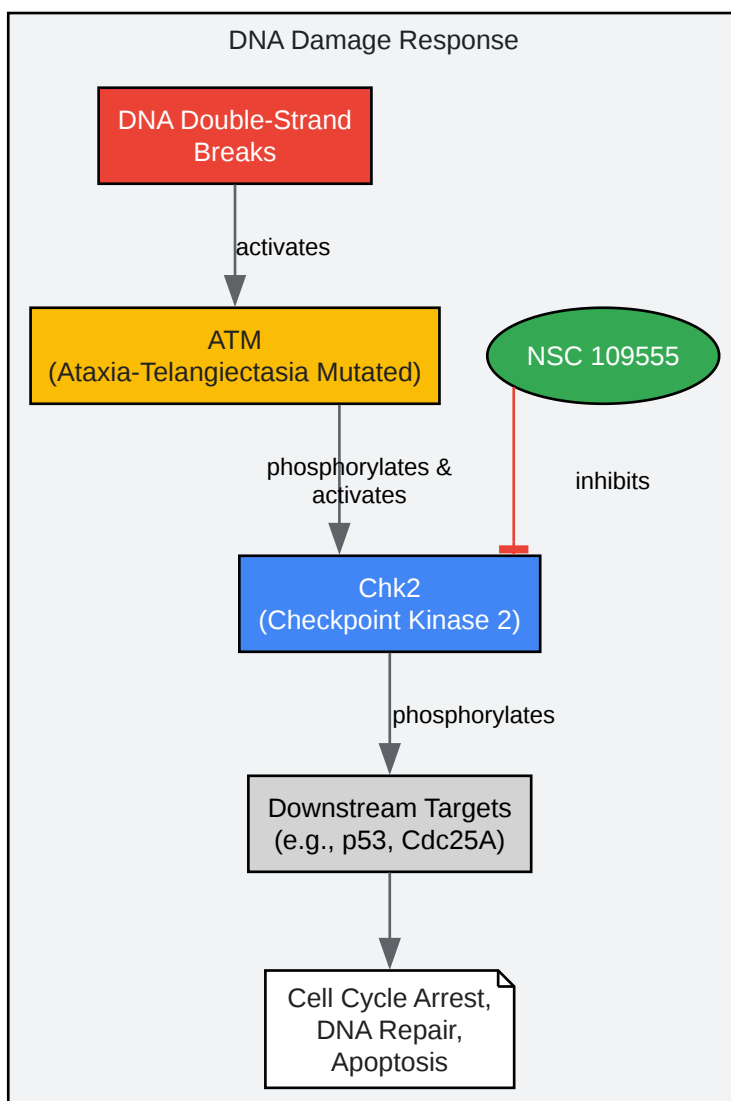 DNA Damage Response
DNA Double-Strand
Breaks
activates
ATM
(Ataxia-Telangiectasia Mutated)
NSC 109555
phosphorylates &
activates
inhibits
Chk2
(Checkpoint Kinase 2)
phosphorylates
Downstream Targets
(e.g., p53, Cdc25A)
Cell Cycle Arrest,
DNA Repair,
Apoptosis